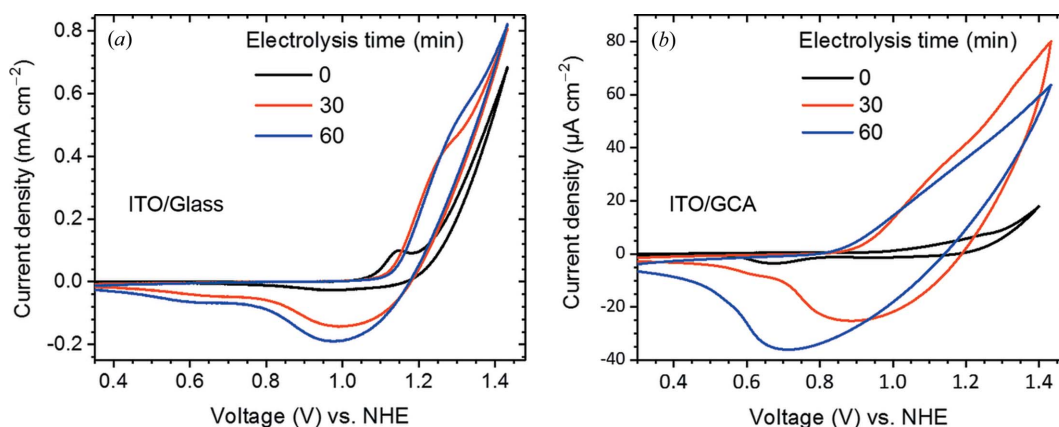 (a)
Electrolysis time (min)
0
30
60
ITO/Glass
0.8
0.6
0.4
0.2
0.0
-0.2
Current density (mA cm−2)
0.4 0.6 0.8 1.0 1.2 1.4
Voltage (V) vs. NHE
(b)
Electrolysis time (min)
0
30
60
ITO/GCA
80
60
40
20
0
-20
-40
Current density (µA cm−2)
0.4 0.6 0.8 1.0 1.2 1.4
Voltage (V) vs. NHE